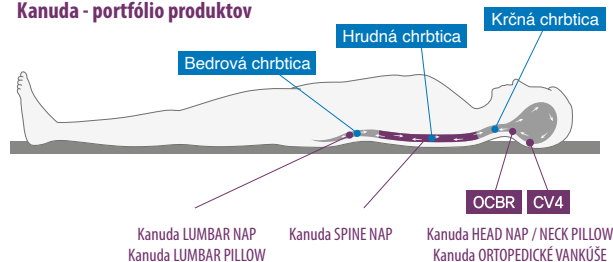 Kanuda - portfólio produktov
Krčná chrbtica
Hrudná chrbtica
Bedrová chrbtica
OCBR
CV4
Kanuda LUMBAR NAP
Kanuda LUMBAR PILLOW
Kanuda SPINE NAP
Kanuda HEAD NAP / NECK PILLOW
Kanuda ORTOPEDICKÉ VANKÚŠE